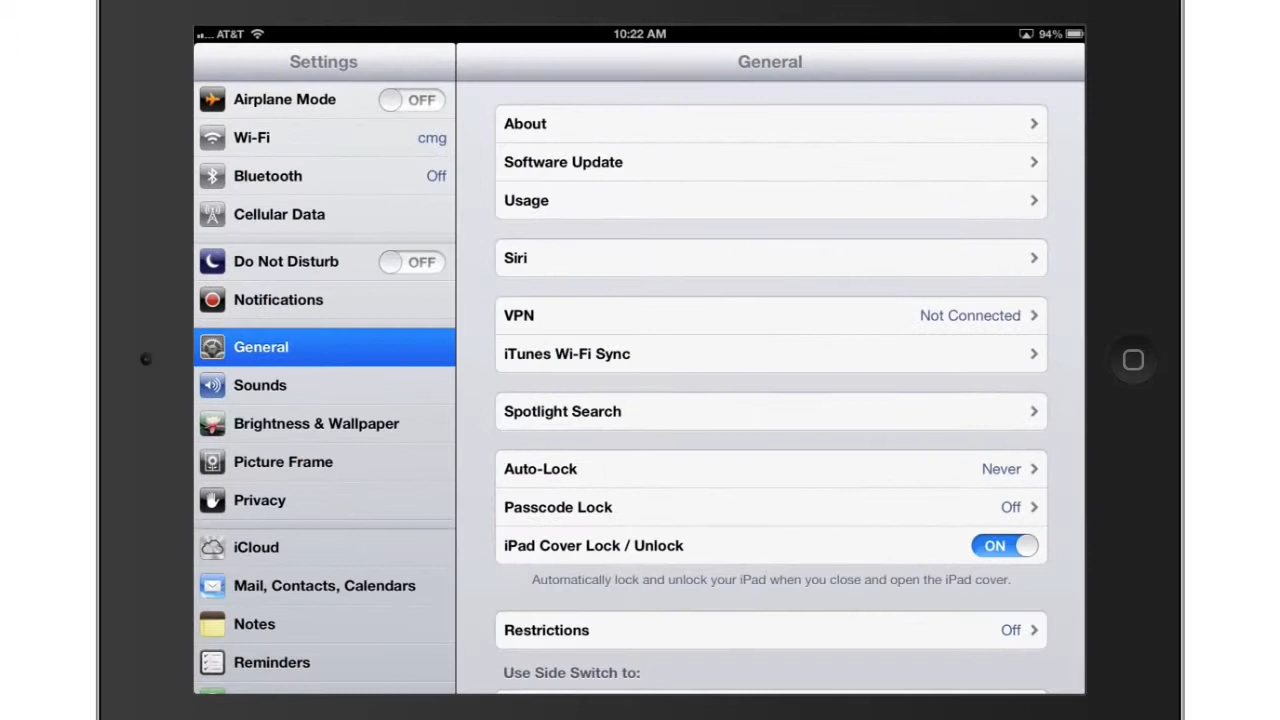 AT&T
10:22 AM
94%
Settings
General
Airplane Mode OFF
Wi-Fi cmg
Bluetooth Off
Cellular Data
Do Not Disturb OFF
Notifications
General
Sounds
Brightness & Wallpaper
Picture Frame
Privacy
iCloud
Mail, Contacts, Calendars
Notes
Reminders
About
Software Update
Usage
Siri
VPN Not Connected
iTunes Wi-Fi Sync
Spotlight Search
Auto-Lock Never
Passcode Lock Off
iPad Cover Lock / Unlock ON
Automatically lock and unlock your iPad when you close and open the iPad cover.
Restrictions Off
Use Side Switch to: